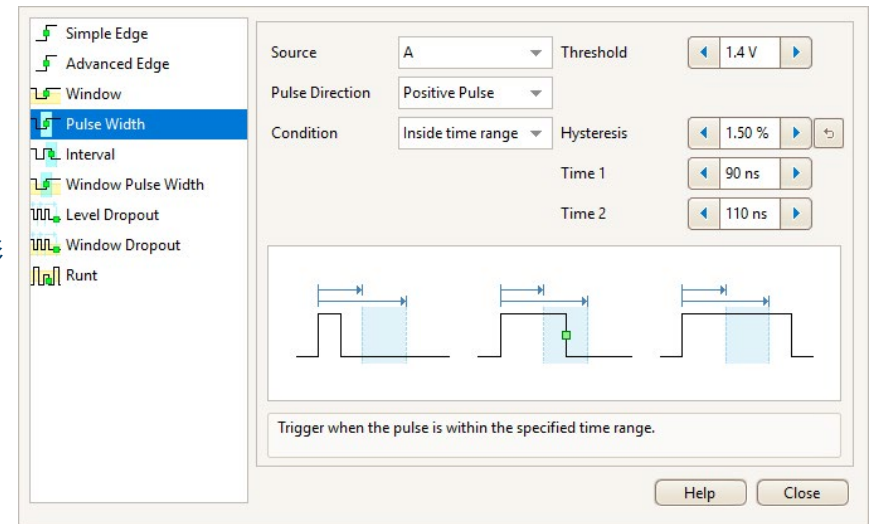 Simple Edge
Advanced Edge
Window
Pulse Width
Interval
Window Pulse Width
Level Dropout
Window Dropout
Runt
Source A Threshold 1.4 V
Pulse Direction Positive Pulse
Condition Inside time range Hysteresis 1.50 %
Time 1 90 ns
Time 2 110 ns
Trigger when the pulse is within the specified time range.
Help Close